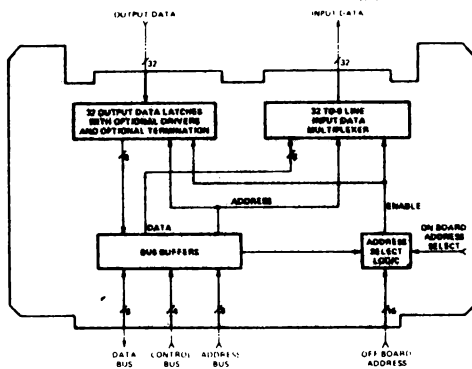 OUTPUT DATA
INPUT DATA
32
32
32 OUTPUT DATA LATCHES
WITH OPTIONAL DRIVERS
AND OPTIONAL TERMINATION
32 TO-8 LINE
INPUT DATA
MULTIPLEXER
8
8
ADDRESS
DATA
ENABLE
BUS BUFFERS
ADDRESS
SELECT
LOGIC
ON BOARD
ADDRESS
SELECT
8
4
16
DATA
BUS
CONTROL
BUS
ADDRESS
BUS
OFF BOARD
ADDRESS